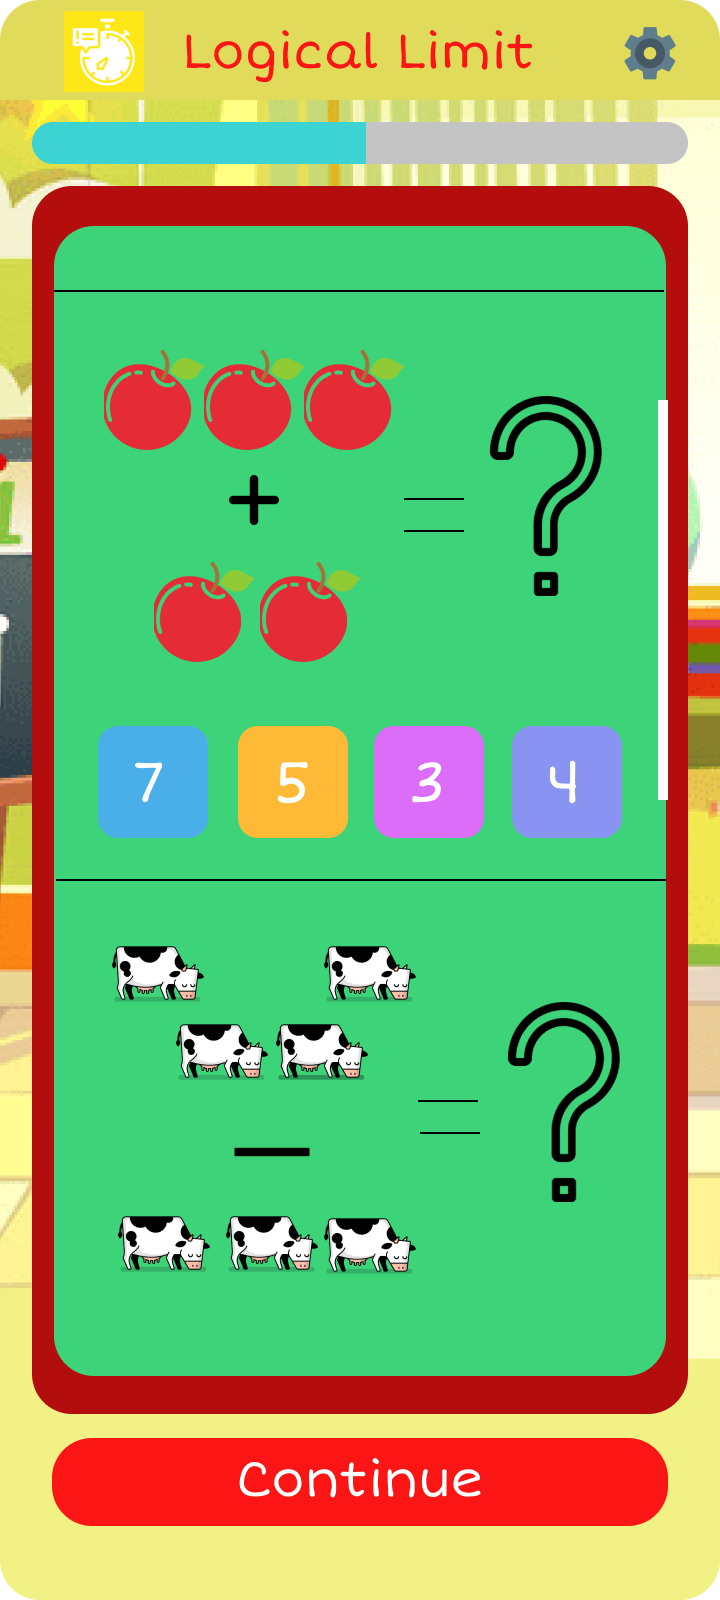 Logical Limit
+
=
?
7 5 3 4
−
=
?
Continue